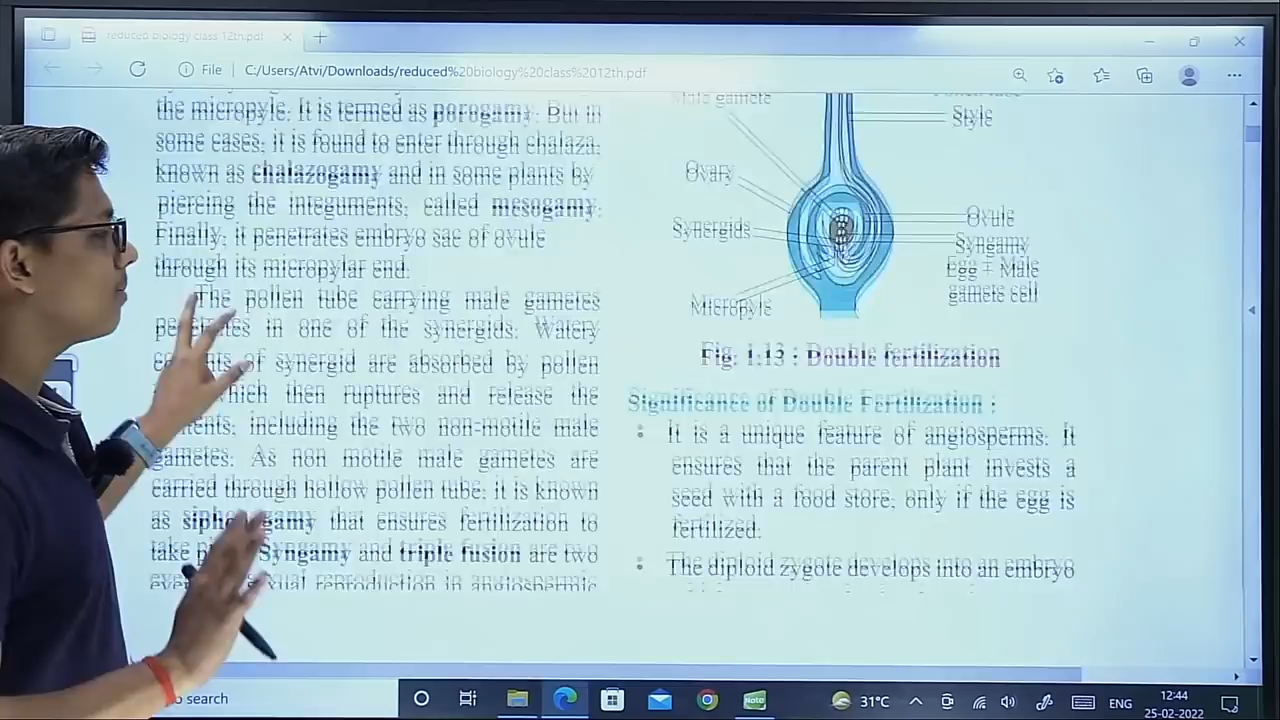 reduced biology class 12th.pdf
File
C:/Users/Atvi/Downloads/reduced%20biology%20class%2012th.pdf
the micropyle. It is termed as porogamy. But in
some cases, it is found to enter through chalaza,
known as chalazogamy and in some plants by
piercing the integuments, called mesogamy.
Finally, it penetrates embryo sac of ovule
through its micropylar end.
The pollen tube carrying male gametes
penetrates in one of the synergids. Watery
of synergid are absorbed by pollen
which then ruptures and release the
including the two non-motile male
gametes. As non motile male gametes are
carried through hollow pollen tube, it is known
as siphonogamy that ensures fertilization to
take Syngamy and triple fusion are two
reproduction in angiospermic
Male gamete
Style
Ovary
Ovule
Synergids
Syngamy
Egg + Male
gamete cell
Micropyle
Fig. 1.13 : Double fertilization
Significance of Double Fertilization :
• It is a unique feature of angiosperms. It
ensures that the parent plant invests a
seed with a food store, only if the egg is
fertilized.
• The diploid zygote develops into an embryo
to search
31°C
ENG
12:44
25-02-2022